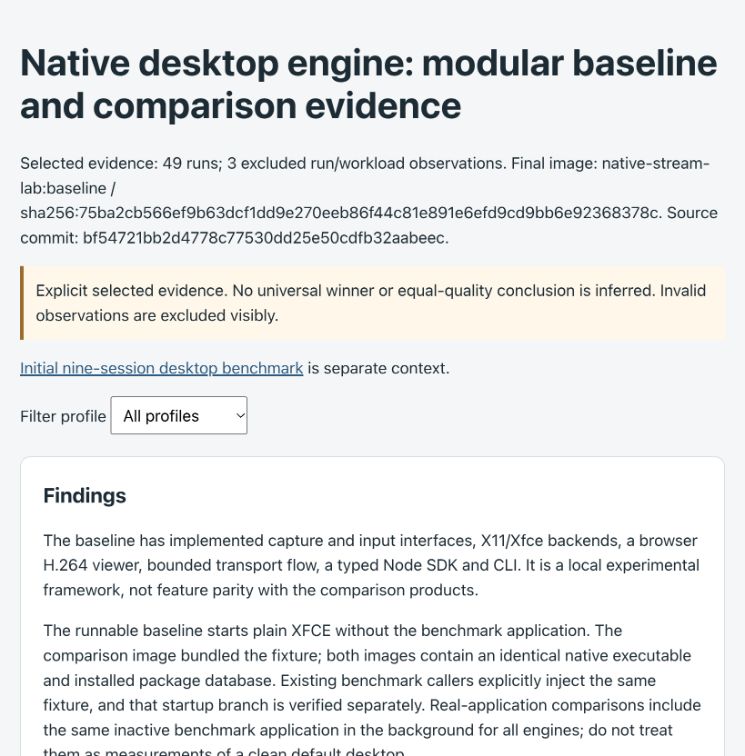 Native desktop engine: modular baseline
and comparison evidence
Selected evidence: 49 runs; 3 excluded run/workload observations. Final image: native-stream-
lab:baseline /
sha256:75ba2cb566ef9b63dcf1dd9e270eeb86f44c81e891e6efd9cd9bb6e92368378c. Source
commit: bf54721bb2d4778c77530dd25e50cdfb32aabeec.
Explicit selected evidence. No universal winner or equal-quality conclusion is inferred. Invalid
observations are excluded visibly.
Initial nine-session desktop benchmark is separate context.
Filter profile All profiles
Findings
The baseline has implemented capture and input interfaces, X11/Xfce backends, a browser
H.264 viewer, bounded transport flow, a typed Node SDK and CLI. It is a local experimental
framework, not feature parity with the comparison products.
The runnable baseline starts plain XFCE without the benchmark application. The
comparison image bundled the fixture; both images contain an identical native executable
and installed package database. Existing benchmark callers explicitly inject the same
fixture, and that startup branch is verified separately. Real-application comparisons include
the same inactive benchmark application in the background for all engines; do not treat
them as measurements of a clean default desktop.